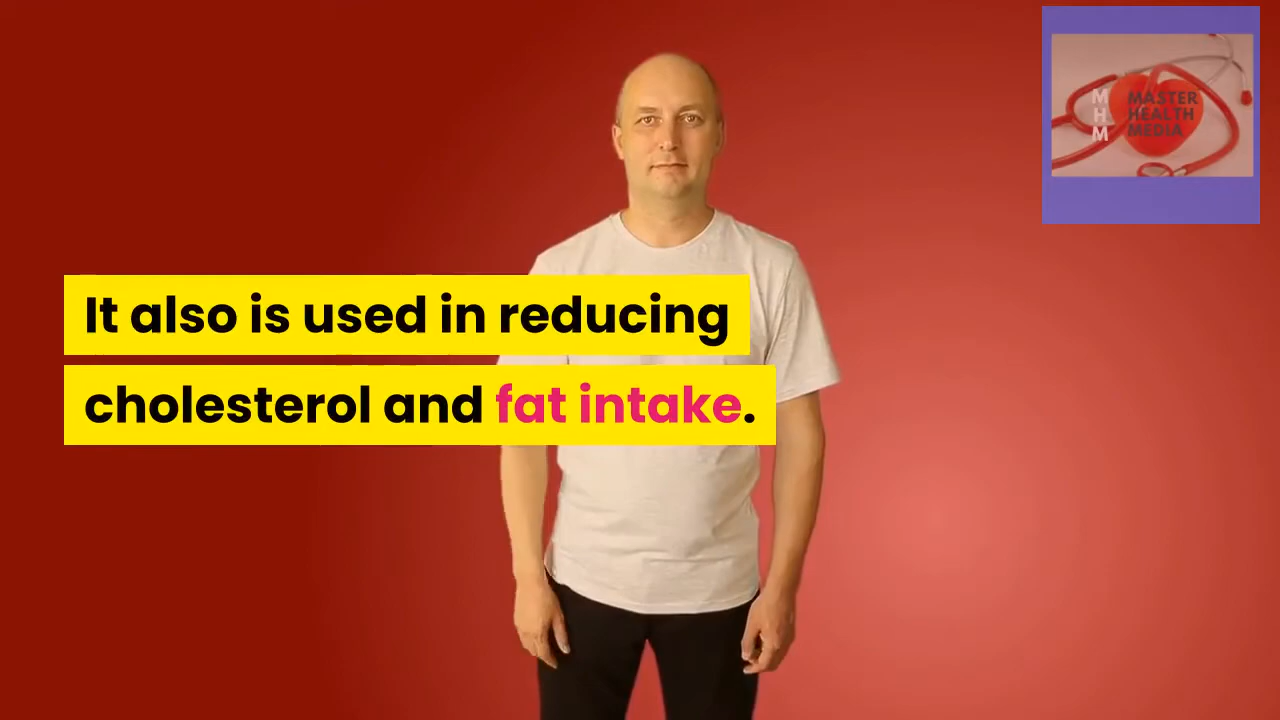 It also is used in reducing
cholesterol and fat intake.
M
H
M
MASTER
HEALTH
MEDIA